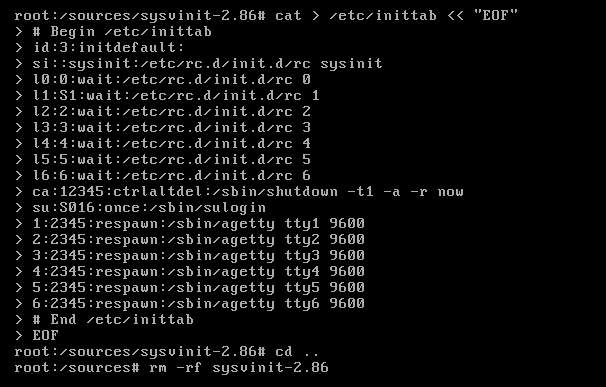 root:/sources/sysvinit-2.86# cat > /etc/inittab << "EOF"
> # Begin /etc/inittab
> id:3:initdefault:
> si::sysinit:/etc/rc.d/init.d/rc sysinit
> l0:0:wait:/etc/rc.d/init.d/rc 0
> l1:S1:wait:/etc/rc.d/init.d/rc 1
> l2:2:wait:/etc/rc.d/init.d/rc 2
> l3:3:wait:/etc/rc.d/init.d/rc 3
> l4:4:wait:/etc/rc.d/init.d/rc 4
> l5:5:wait:/etc/rc.d/init.d/rc 5
> l6:6:wait:/etc/rc.d/init.d/rc 6
> ca:12345:ctrlaltdel:/sbin/shutdown -t1 -a -r now
> su:S016:once:/sbin/sulogin
> 1:2345:respawn:/sbin/agetty tty1 9600
> 2:2345:respawn:/sbin/agetty tty2 9600
> 3:2345:respawn:/sbin/agetty tty3 9600
> 4:2345:respawn:/sbin/agetty tty4 9600
> 5:2345:respawn:/sbin/agetty tty5 9600
> 6:2345:respawn:/sbin/agetty tty6 9600
> # End /etc/inittab
> EOF
root:/sources/sysvinit-2.86# cd ..
root:/sources# rm -rf sysvinit-2.86